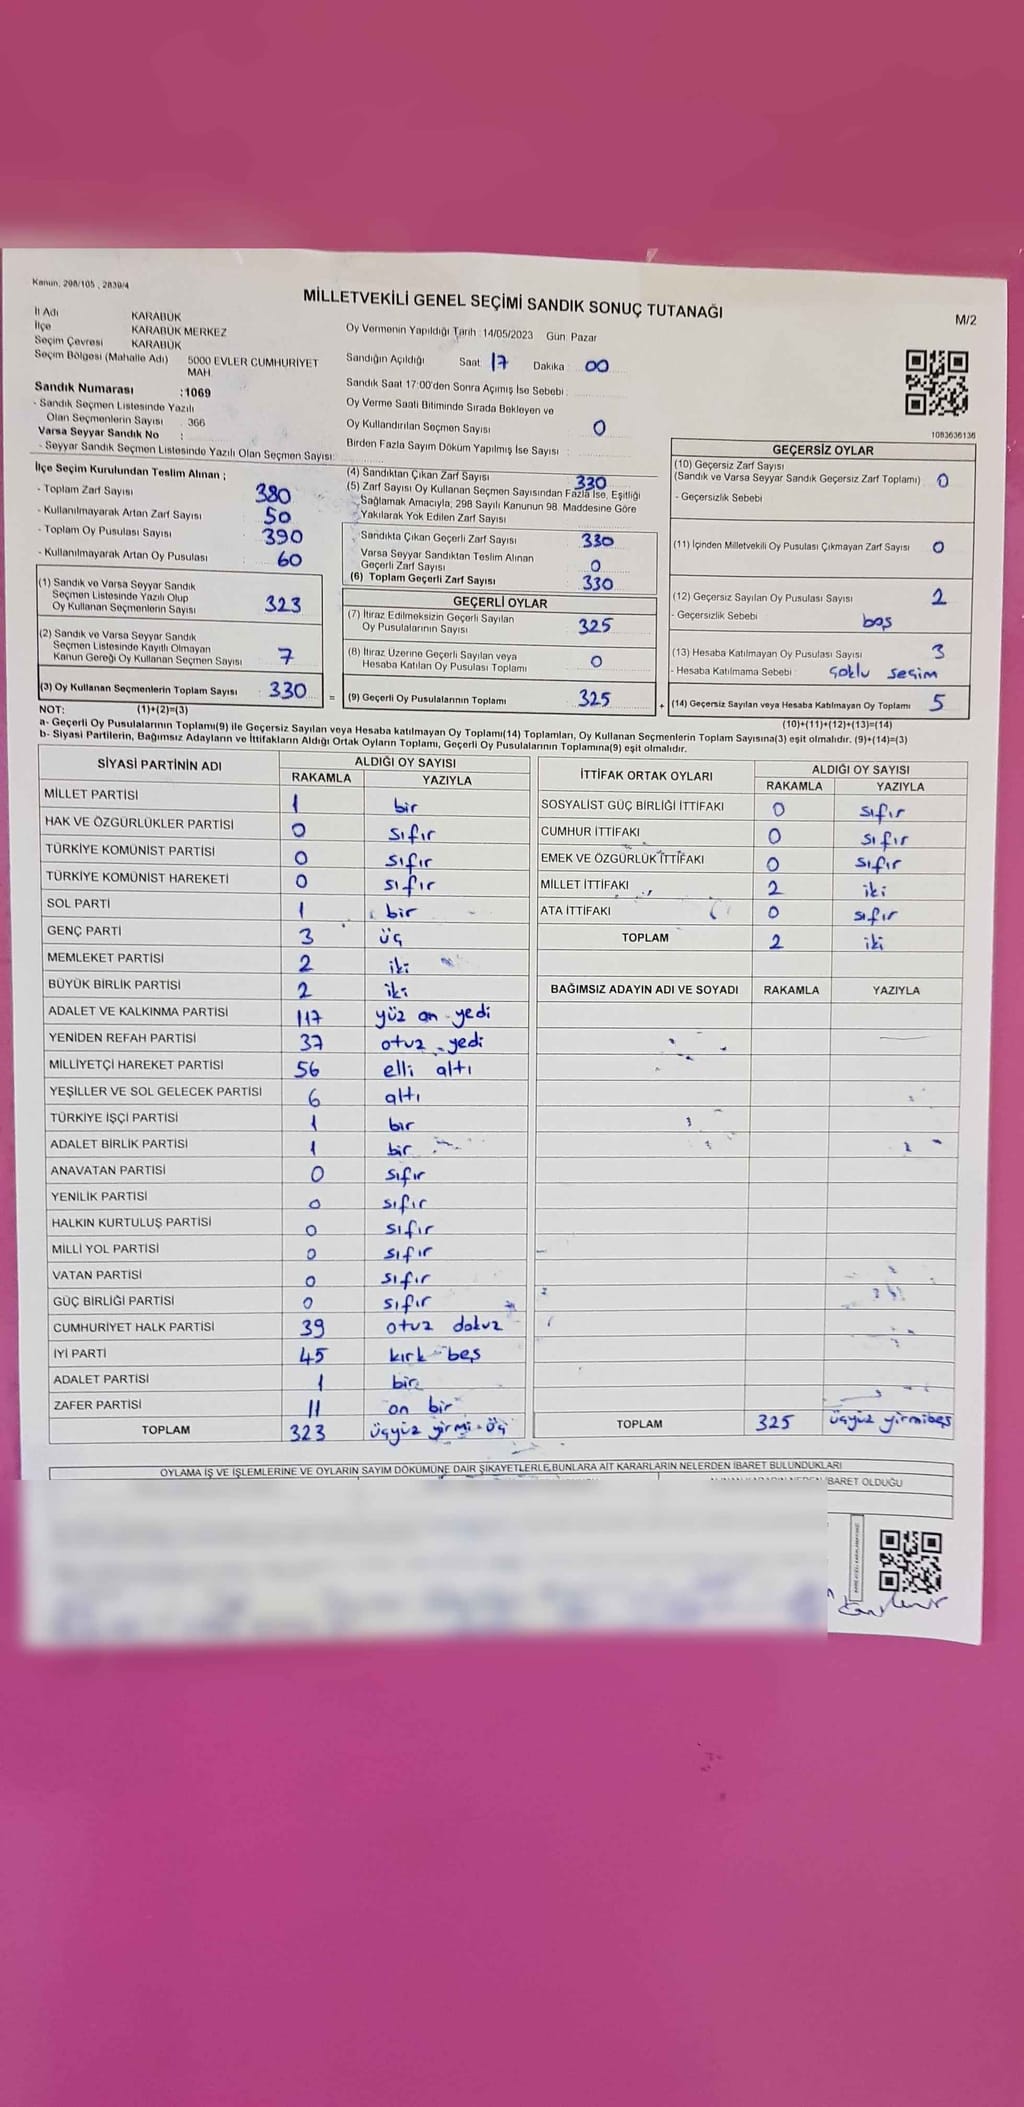 Kanun, 298/105 , 2839/4
MİLLETVEKİLİ GENEL SEÇİMİ SANDIK SONUÇ TUTANAĞI
M/2
İl Adı KARABÜK
İlçe KARABÜK MERKEZ
Seçim Çevresi KARABÜK
Seçim Bölgesi (Mahalle Adı) 5000 EVLER CUMHURİYET
MAH.
Sandık Numarası :1069
- Sandık Seçmen Listesinde Yazılı
Olan Seçmenlerin Sayısı : 366
Varsa Seyyar Sandık No :
- Seyyar Sandık Seçmen Listesinde Yazılı Olan Seçmen Sayısı:
Oy Vermenin Yapıldığı Tarih : 14/05/2023 Gün: Pazar
Sandığın Açıldığı Saat: 17 Dakika: 00
Sandık Saat 17:00'den Sonra Açımış İse Sebebi :
Oy Verme Saati Bitiminde Sırada Bekleyen ve
Oy Kullandırılan Seçmen Sayısı 0
Birden Fazla Sayım Döküm Yapılmış İse Sayısı :
1083636136
İlçe Seçim Kurulundan Teslim Alınan ;
- Toplam Zarf Sayısı 380
- Kullanılmayarak Artan Zarf Sayısı 50
- Toplam Oy Pusulası Sayısı 390
- Kullanılmayarak Artan Oy Pusulası 60
(1) Sandık ve Varsa Seyyar Sandık
Seçmen Listesinde Yazılı Olup
Oy Kullanan Seçmenlerin Sayısı 323
(2) Sandık ve Varsa Seyyar Sandık
Seçmen Listesinde Kayıtlı Olmayan
Kanun Gereği Oy Kullanan Seçmen Sayısı 7
(3) Oy Kullanan Seçmenlerin Toplam Sayısı 330
(4) Sandıktan Çıkan Zarf Sayısı 330
(5) Zarf Sayısı Oy Kullanan Seçmen Sayısından Fazla İse, Eşitliği
Sağlamak Amacıyla, 298 Sayılı Kanunun 98. Maddesine Göre
Yakılarak Yok Edilen Zarf Sayısı
Sandıkta Çıkan Geçerli Zarf Sayısı 330
Varsa Seyyar Sandıktan Teslim Alınan
Geçerli Zarf Sayısı 0
(6) Toplam Geçerli Zarf Sayısı 330
GEÇERLİ OYLAR
(7) İtiraz Edilmeksizin Geçerli Sayılan
Oy Pusulalarının Sayısı 325
(8) İtiraz Üzerine Geçerli Sayılan veya
Hesaba Katılan Oy Pusulası Toplamı 0
= (9) Geçerli Oy Pusulalarının Toplamı 325
GEÇERSİZ OYLAR
(10) Geçersiz Zarf Sayısı
(Sandık ve Varsa Seyyar Sandık Geçersiz Zarf Toplamı) 0
- Geçersizlik Sebebi
(11) İçinden Milletvekili Oy Pusulası Çıkmayan Zarf Sayısı 0
(12) Geçersiz Sayılan Oy Pusulası Sayısı 2
- Geçersizlik Sebebi boş
(13) Hesaba Katılmayan Oy Pusulası Sayısı 3
- Hesaba Katılmama Sebebi : çoklu seçim
+ (14) Geçersiz Sayılan veya Hesaba Katılmayan Oy Toplamı 5
NOT: (1)+(2)=(3)
(10)+(11)+(12)+(13)=(14)
a- Geçerli Oy Pusulalarının Toplamı(9) ile Geçersiz Sayılan veya Hesaba katılmayan Oy Toplamı(14) Toplamları, Oy Kullanan Seçmenlerin Toplam Sayısına(3) eşit olmalıdır. (9)+(14)=(3)
b- Siyasi Partilerin, Bağımsız Adayların ve İttifakların Aldığı Ortak Oyların Toplamı, Geçerli Oy Pusulalarının Toplamına(9) eşit olmalıdır.
SİYASİ PARTİNİN ADI ALDIĞI OY SAYISI
RAKAMLA YAZIYLA
MİLLET PARTİSİ 1 bir
HAK VE ÖZGÜRLÜKLER PARTİSİ 0 sıfır
TÜRKİYE KOMÜNİST PARTİSİ 0 sıfır
TÜRKİYE KOMÜNİST HAREKETİ 0 sıfır
SOL PARTİ 1 bir
GENÇ PARTİ 3 üç
MEMLEKET PARTİSİ 2 iki
BÜYÜK BİRLİK PARTİSİ 2 iki
ADALET VE KALKINMA PARTİSİ 117 yüz on yedi
YENİDEN REFAH PARTİSİ 37 otuz yedi
MİLLİYETÇİ HAREKET PARTİSİ 56 elli altı
YEŞİLLER VE SOL GELECEK PARTİSİ 6 altı
TÜRKİYE İŞÇİ PARTİSİ 1 bir
ADALET BİRLİK PARTİSİ 1 bir
ANAVATAN PARTİSİ 0 sıfır
YENİLİK PARTİSİ 0 sıfır
HALKIN KURTULUŞ PARTİSİ 0 sıfır
MİLLİ YOL PARTİSİ 0 sıfır
VATAN PARTİSİ 0 sıfır
GÜÇ BİRLİĞİ PARTİSİ 0 sıfır
CUMHURİYET HALK PARTİSİ 39 otuz dokuz
İYİ PARTİ 45 kırk beş
ADALET PARTİSİ 1 bir
ZAFER PARTİSİ 11 on bir
TOPLAM 323 üçyüz yirmi üç
İTTİFAK ORTAK OYLARI ALDIĞI OY SAYISI
RAKAMLA YAZIYLA
SOSYALİST GÜÇ BİRLİĞİ İTTİFAKI 0 sıfır
CUMHUR İTTİFAKI 0 sıfır
EMEK VE ÖZGÜRLÜK İTTİFAKI 0 sıfır
MİLLET İTTİFAKI 2 iki
ATA İTTİFAKI 0 sıfır
TOPLAM 2 iki
BAĞIMSIZ ADAYIN ADI VE SOYADI RAKAMLA YAZIYLA
TOPLAM 325 üçyüz yirmibeş
OYLAMA İŞ VE İŞLEMLERİNE VE OYLARIN SAYIM DÖKÜMÜNE DAİR ŞİKAYETLERLE,BUNLARA AİT KARARLARIN NELERDEN İBARET BULUNDUKLARI
İBARET OLDUĞU